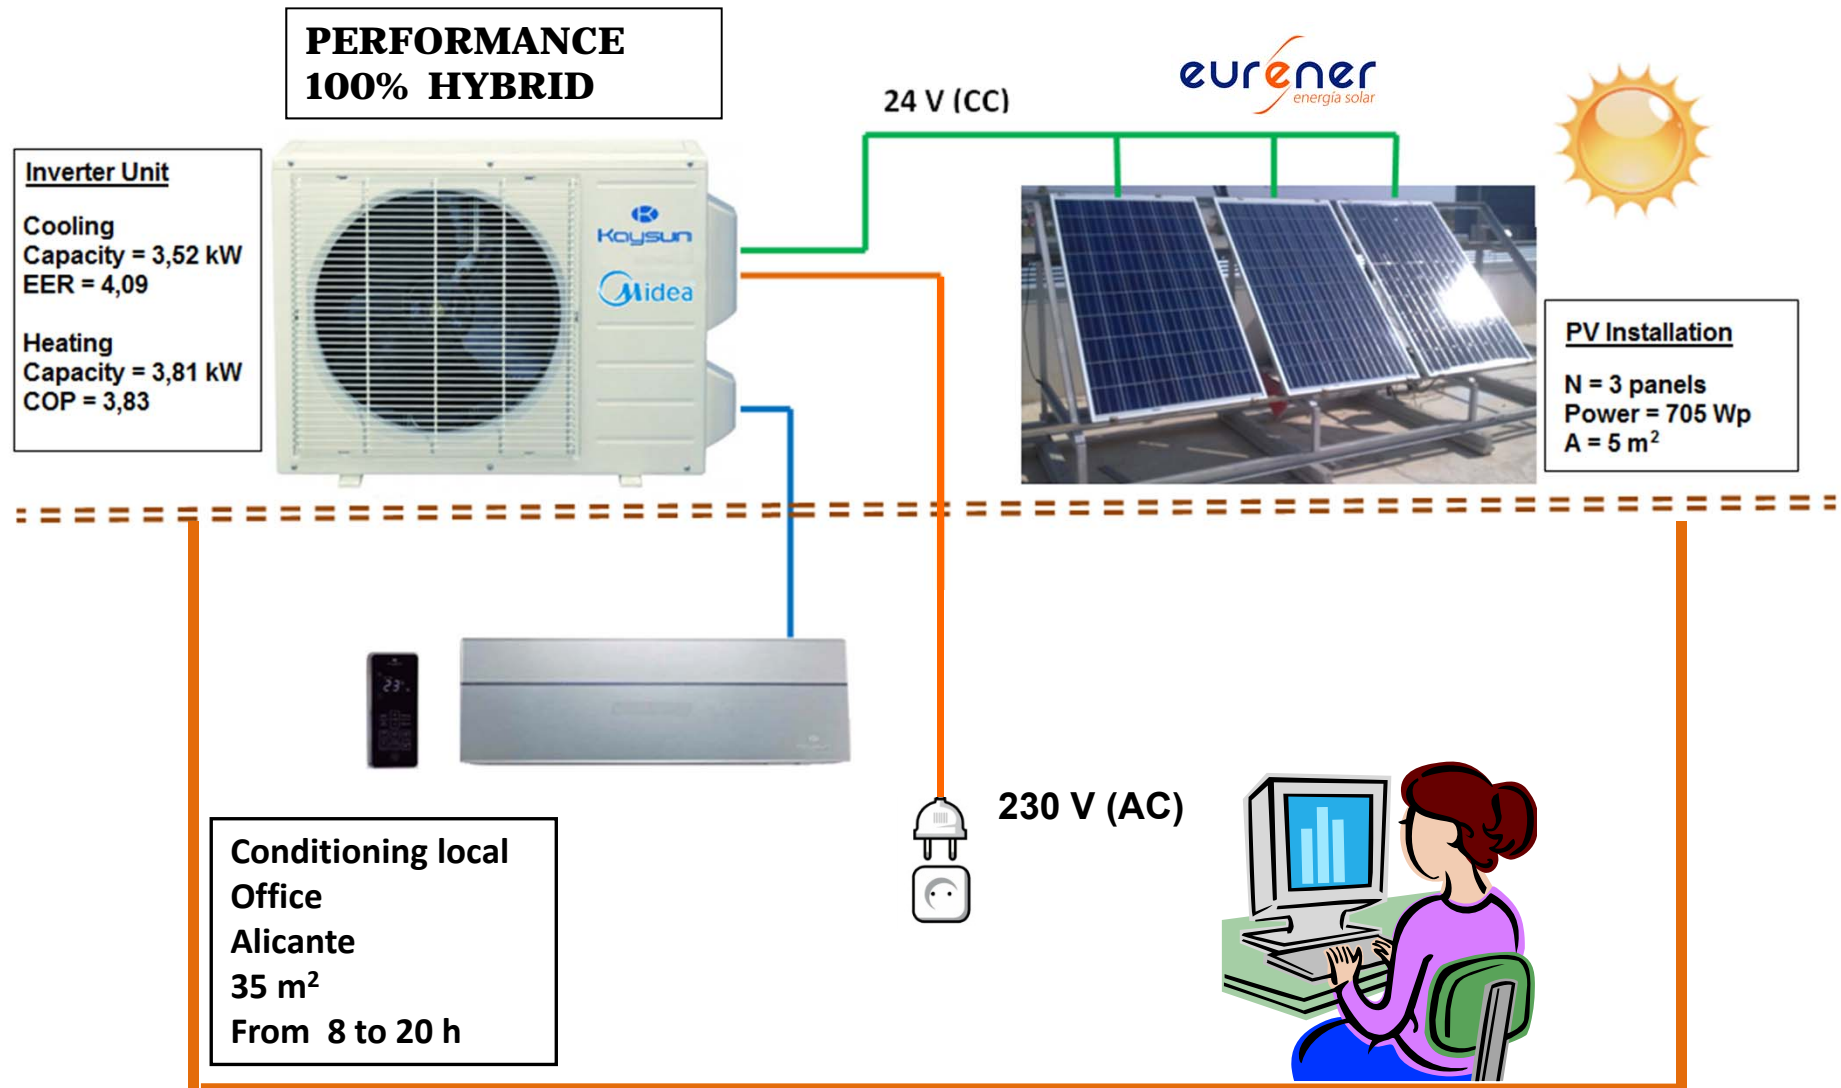 PERFORMANCE
100% HYBRID
24 V (CC)
eurener
energía solar
Inverter Unit
Cooling
Capacity = 3,52 kW
EER = 4,09
Heating
Capacity = 3,81 kW
COP = 3,83
Kaysun
Midea
PV Installation
N = 3 panels
Power = 705 Wp
A = 5 m²
23°
230 V (AC)
Conditioning local
Office
Alicante
35 m²
From 8 to 20 h